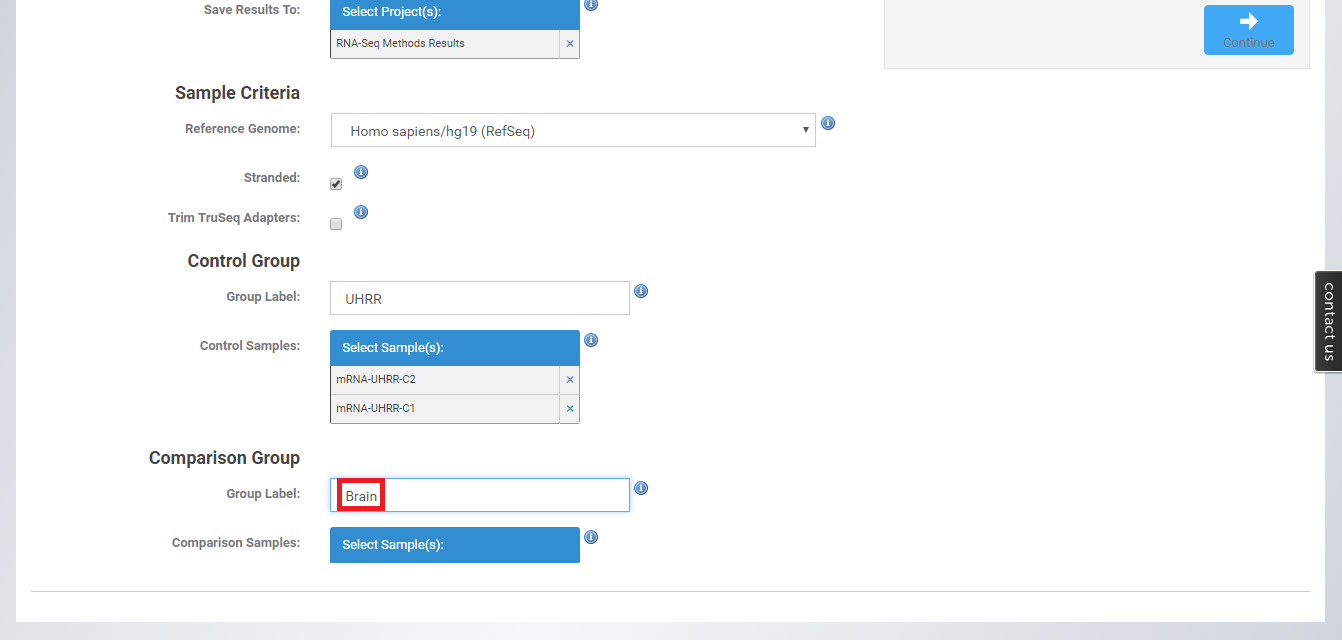 Save Results To:
Select Project(s):
RNA-Seq Methods Results
×
Continue
Sample Criteria
Reference Genome:
Homo sapiens/hg19 (RefSeq)
Stranded:
Trim TruSeq Adapters:
Control Group
Group Label:
UHRR
Control Samples:
Select Sample(s):
mRNA-UHRR-C2
×
mRNA-UHRR-C1
×
contact us
Comparison Group
Group Label:
Brain
Comparison Samples:
Select Sample(s):